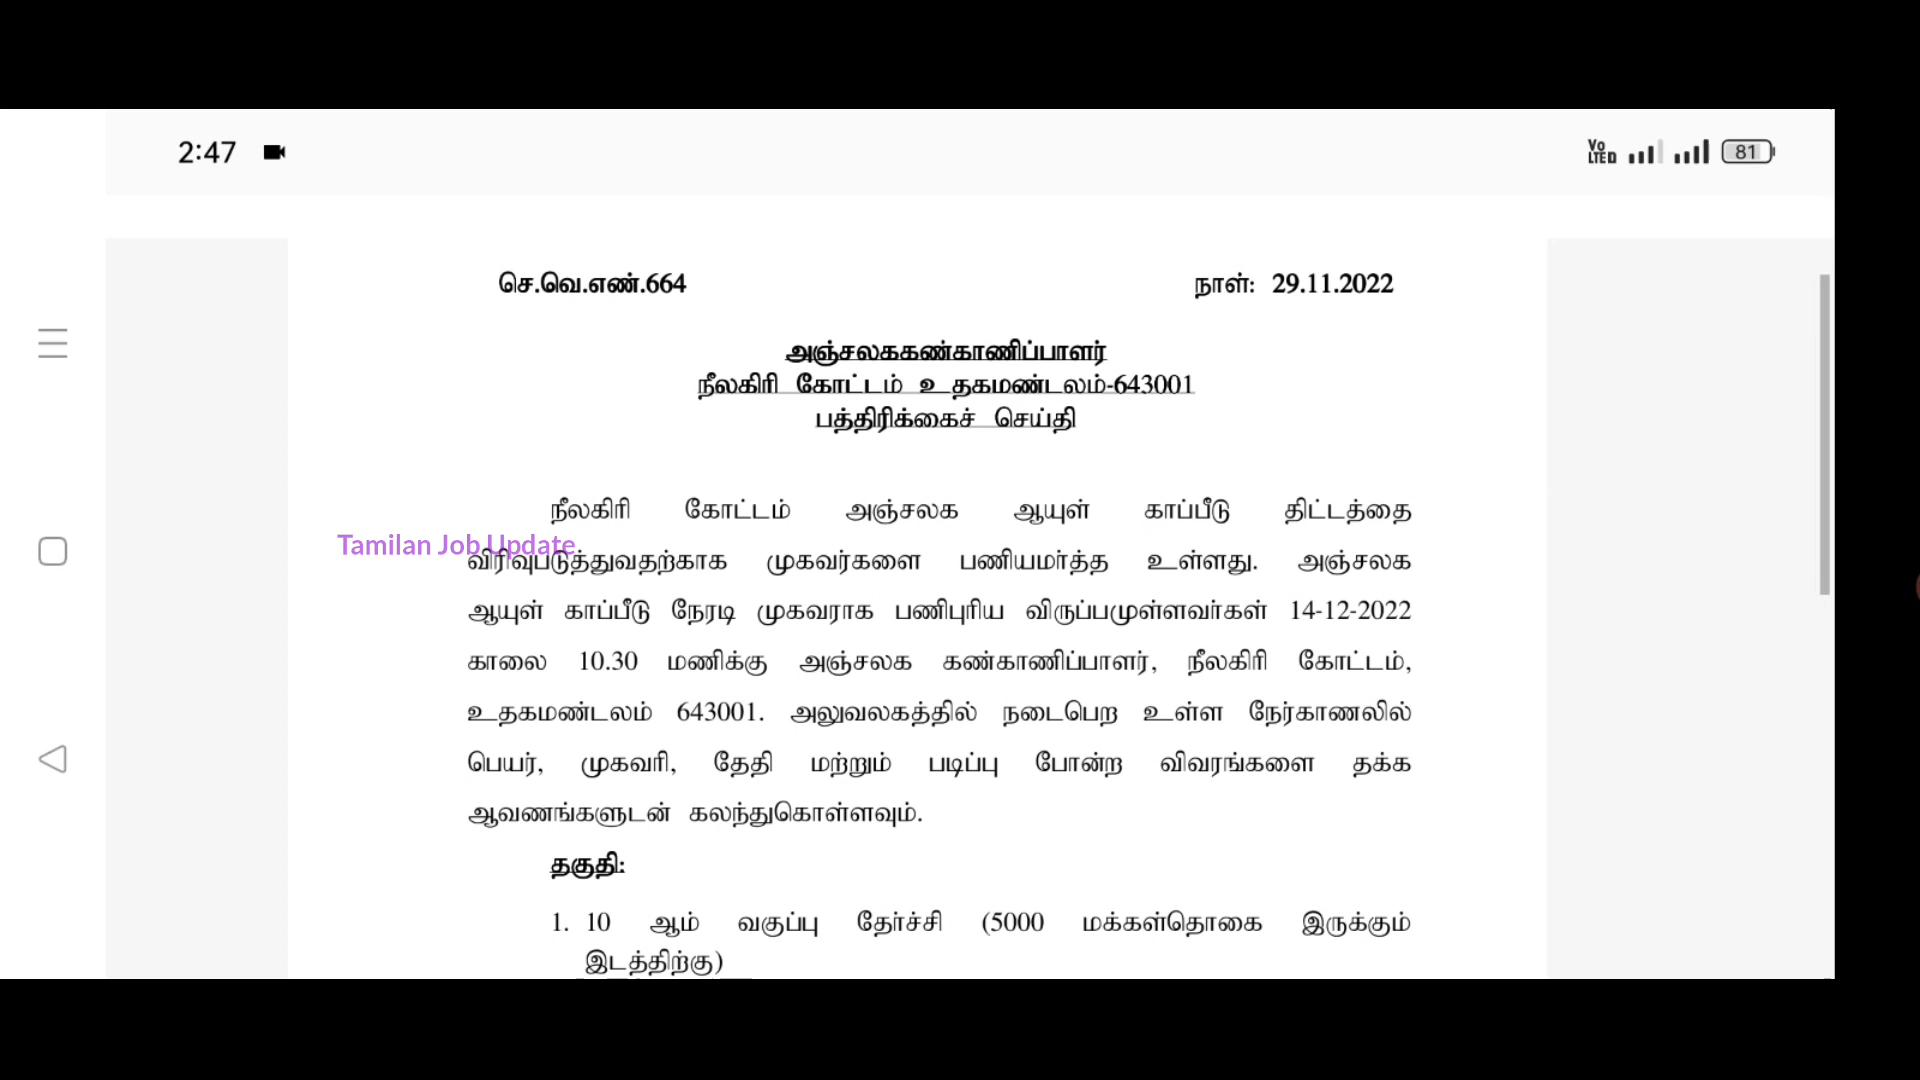 2:47
Vo
LTE
81
செ.வெ.எண்.664 நாள்: 29.11.2022
அஞ்சலககண்காணிப்பாளர்
நீலகிரி கோட்டம் உதகமண்டலம்-643001
பத்திரிக்கைச் செய்தி
நீலகிரி கோட்டம் அஞ்சலக ஆயுள் காப்பீடு திட்டத்தை
Tamilan Job Update
விரிவுபடுத்துவதற்காக முகவர்களை பணியமர்த்த உள்ளது. அஞ்சலக
ஆயுள் காப்பீடு நேரடி முகவராக பணிபுரிய விருப்பமுள்ளவர்கள் 14-12-2022
காலை 10.30 மணிக்கு அஞ்சலக கண்காணிப்பாளர், நீலகிரி கோட்டம்,
உதகமண்டலம் 643001. அலுவலகத்தில் நடைபெற உள்ள நேர்காணலில்
பெயர், முகவரி, தேதி மற்றும் படிப்பு போன்ற விவரங்களை தக்க
ஆவணங்களுடன் கலந்துகொள்ளவும்.
தகுதி:
1. 10 ஆம் வகுப்பு தேர்ச்சி (5000 மக்கள்தொகை இருக்கும்
இடத்திற்கு)